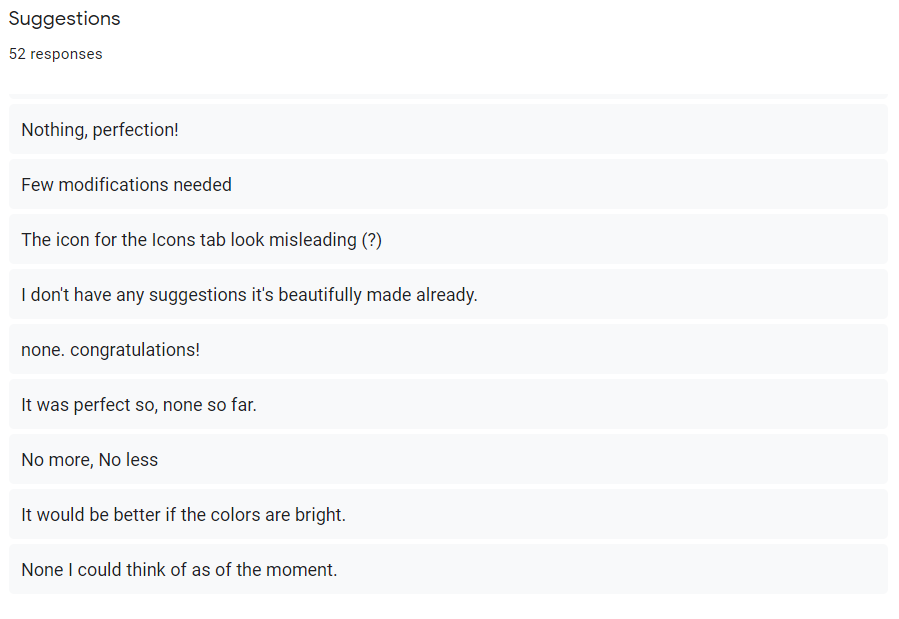 Suggestions
52 responses
Nothing, perfection!
Few modifications needed
The icon for the Icons tab look misleading (?)
I don't have any suggestions it's beautifully made already.
none. congratulations!
It was perfect so, none so far.
No more, No less
It would be better if the colors are bright.
None I could think of as of the moment.